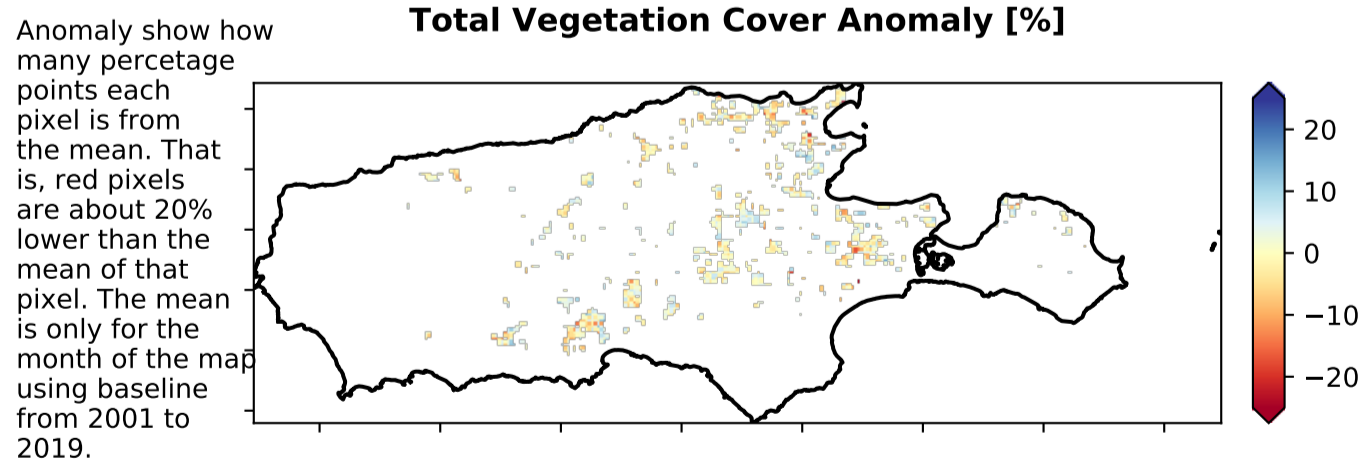 Total Vegetation Cover Anomaly [%]
Anomaly show how
many percetage
points each
pixel is from
the mean. That
is, red pixels
are about 20%
lower than the
mean of that
pixel. The mean
is only for the
month of the map
using baseline
from 2001 to
2019.
20
10
0
−10
−20